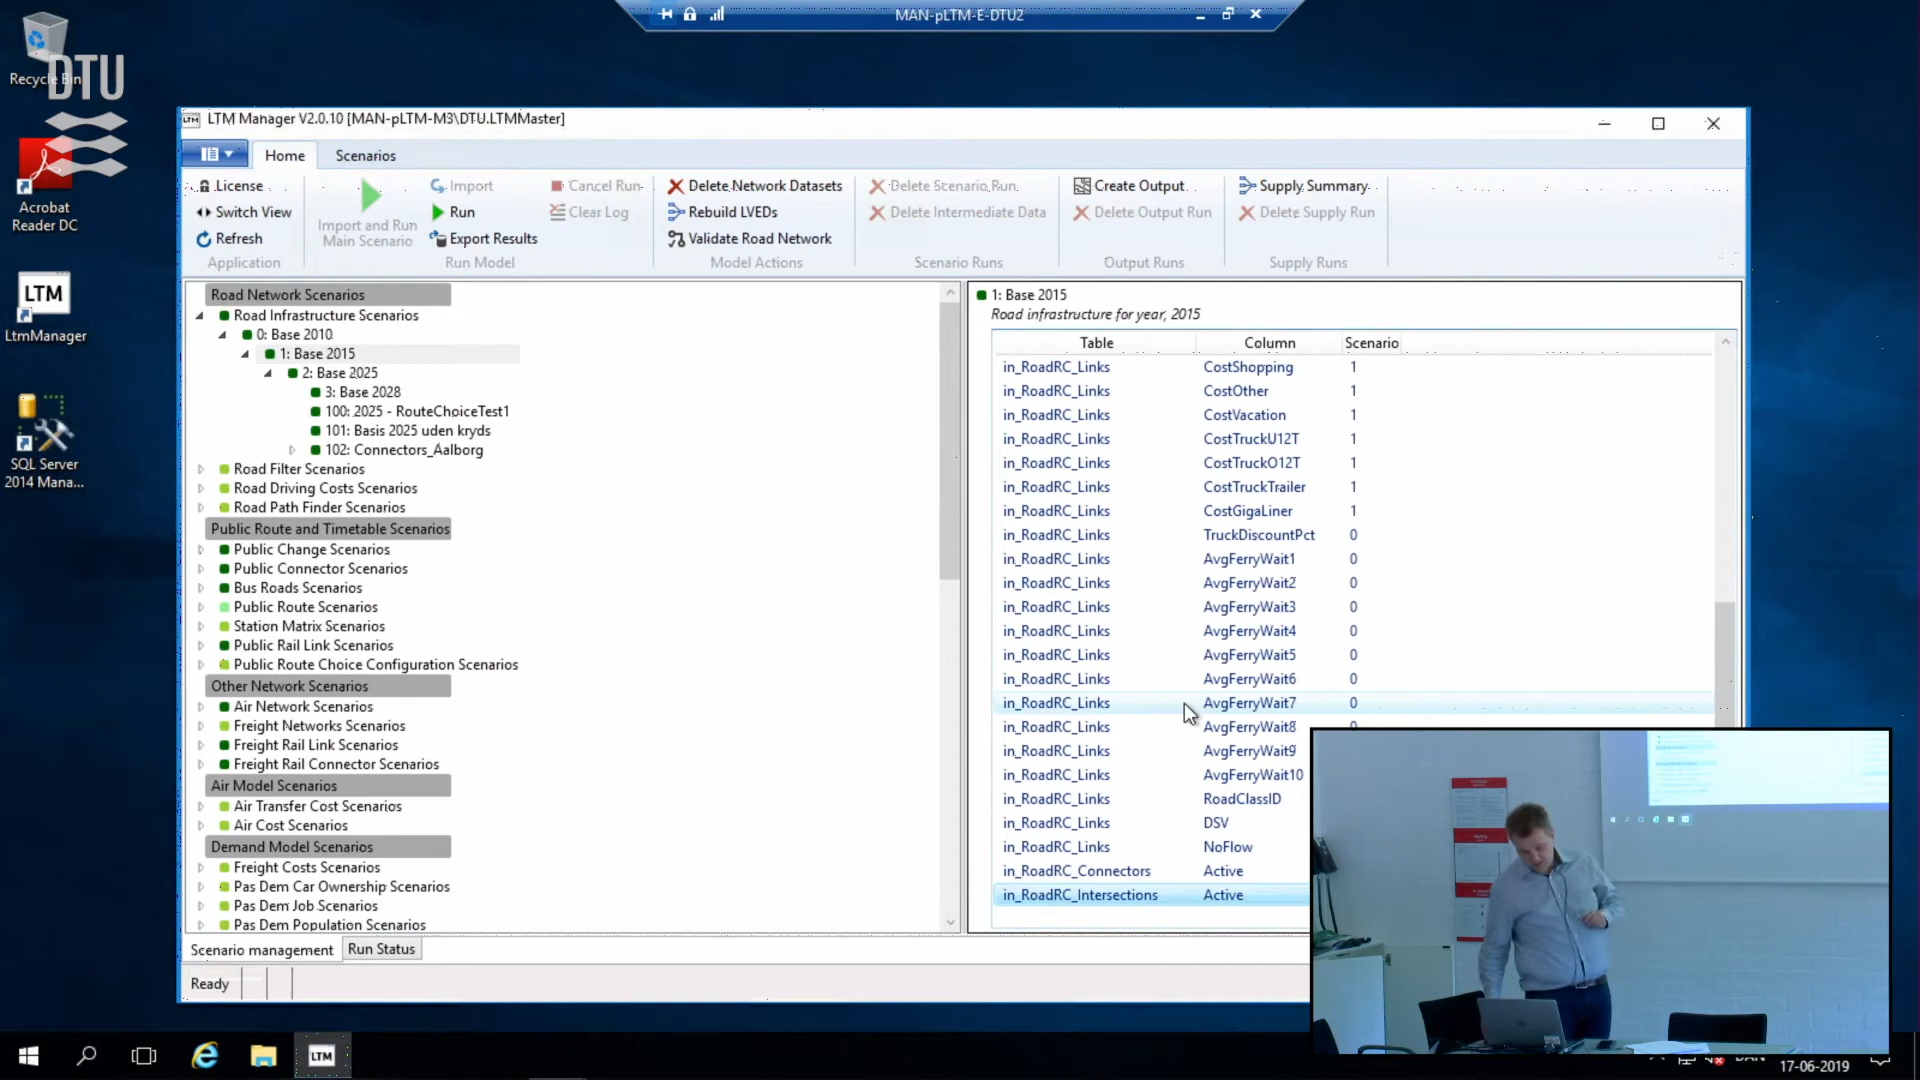 MAN-pLTM-E-DTU2
Recycle Bin
DTU
Acrobat
Reader DC
LTM
LtmManager
SQL Server
2014 Mana...
LTM LTM Manager V2.0.10 [MAN-pLTM-M3\DTU.LTMMaster]
Home Scenarios
License
Switch View
Refresh
Application
Import and Run
Main Scenario
Import
Run
Export Results
Cancel Run
Clear Log
Run Model
Delete Network Datasets
Rebuild LVEDs
Validate Road Network
Model Actions
Delete Scenario Run
Delete Intermediate Data
Scenario Runs
Create Output
Delete Output Run
Output Runs
Supply Summary
Delete Supply Run
Supply Runs
Road Network Scenarios
Road Infrastructure Scenarios
0: Base 2010
1: Base 2015
2: Base 2025
3: Base 2028
100: 2025 - RouteChoiceTest1
101: Basis 2025 uden kryds
102: Connectors_Aalborg
Road Filter Scenarios
Road Driving Costs Scenarios
Road Path Finder Scenarios
Public Route and Timetable Scenarios
Public Change Scenarios
Public Connector Scenarios
Bus Roads Scenarios
Public Route Scenarios
Station Matrix Scenarios
Public Rail Link Scenarios
Public Route Choice Configuration Scenarios
Other Network Scenarios
Air Network Scenarios
Freight Networks Scenarios
Freight Rail Link Scenarios
Freight Rail Connector Scenarios
Air Model Scenarios
Air Transfer Cost Scenarios
Air Cost Scenarios
Demand Model Scenarios
Freight Costs Scenarios
Pas Dem Car Ownership Scenarios
Pas Dem Job Scenarios
Pas Dem Population Scenarios
1: Base 2015
Road infrastructure for year, 2015
Table Column Scenario
in_RoadRC_Links CostShopping 1
in_RoadRC_Links CostOther 1
in_RoadRC_Links CostVacation 1
in_RoadRC_Links CostTruckU12T 1
in_RoadRC_Links CostTruckO12T 1
in_RoadRC_Links CostTruckTrailer 1
in_RoadRC_Links CostGigaLiner 1
in_RoadRC_Links TruckDiscountPct 0
in_RoadRC_Links AvgFerryWait1 0
in_RoadRC_Links AvgFerryWait2 0
in_RoadRC_Links AvgFerryWait3 0
in_RoadRC_Links AvgFerryWait4 0
in_RoadRC_Links AvgFerryWait5 0
in_RoadRC_Links AvgFerryWait6 0
in_RoadRC_Links AvgFerryWait7 0
in_RoadRC_Links AvgFerryWait8 0
in_RoadRC_Links AvgFerryWait9
in_RoadRC_Links AvgFerryWait10
in_RoadRC_Links RoadClassID
in_RoadRC_Links DSV
in_RoadRC_Links NoFlow
in_RoadRC_Connectors Active
in_RoadRC_Intersections Active
Scenario management Run Status
Ready
LTM
17-06-2019